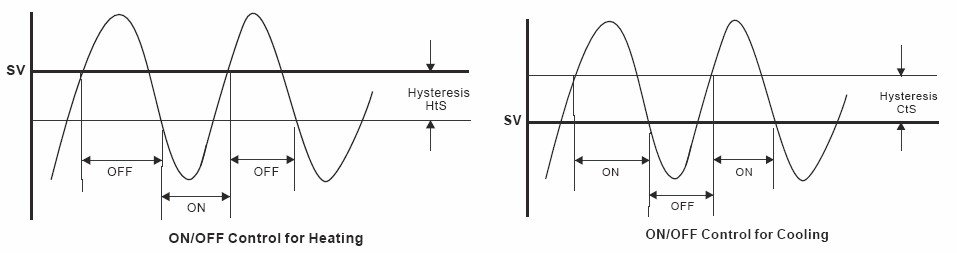 SV
Hysteresis
HtS
OFF
OFF
ON
ON/OFF Control for Heating
SV
Hysteresis
CtS
ON
ON
OFF
ON/OFF Control for Cooling